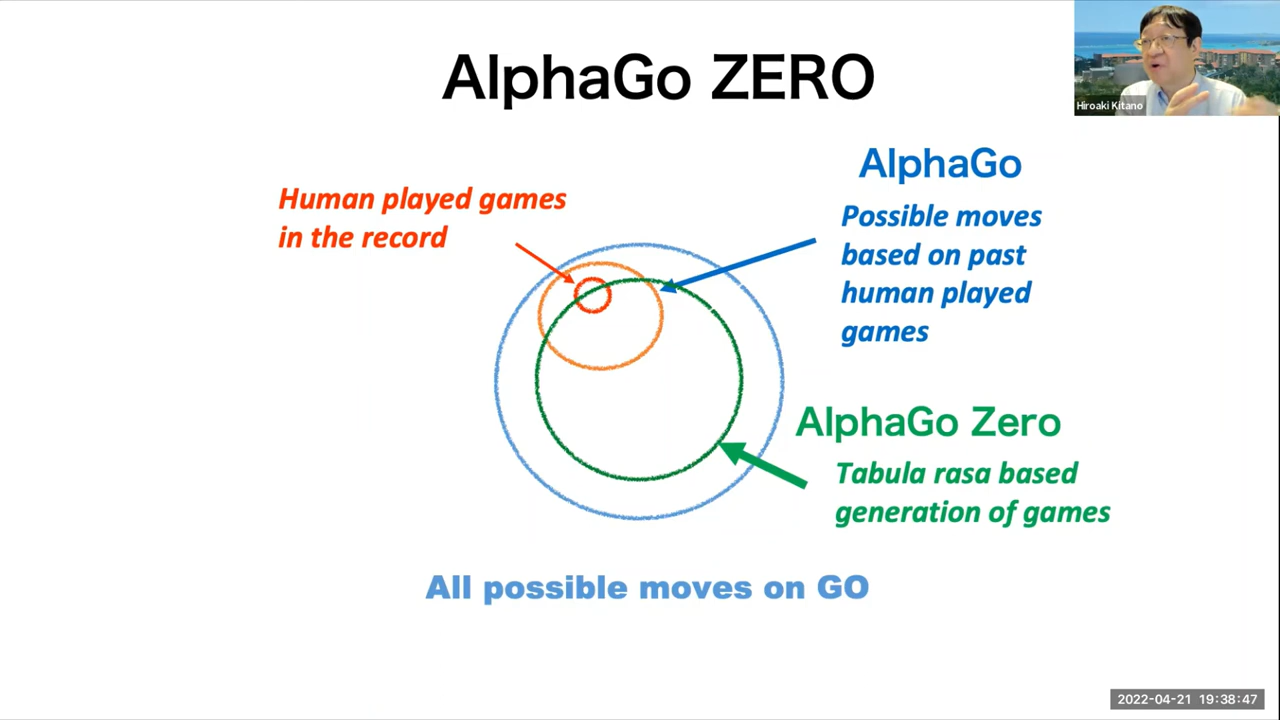 AlphaGo ZERO
Hiroaki Kitano
Human played games
in the record
AlphaGo
Possible moves
based on past
human played
games
AlphaGo Zero
Tabula rasa based
generation of games
All possible moves on GO
2022-04-21 19:38:47